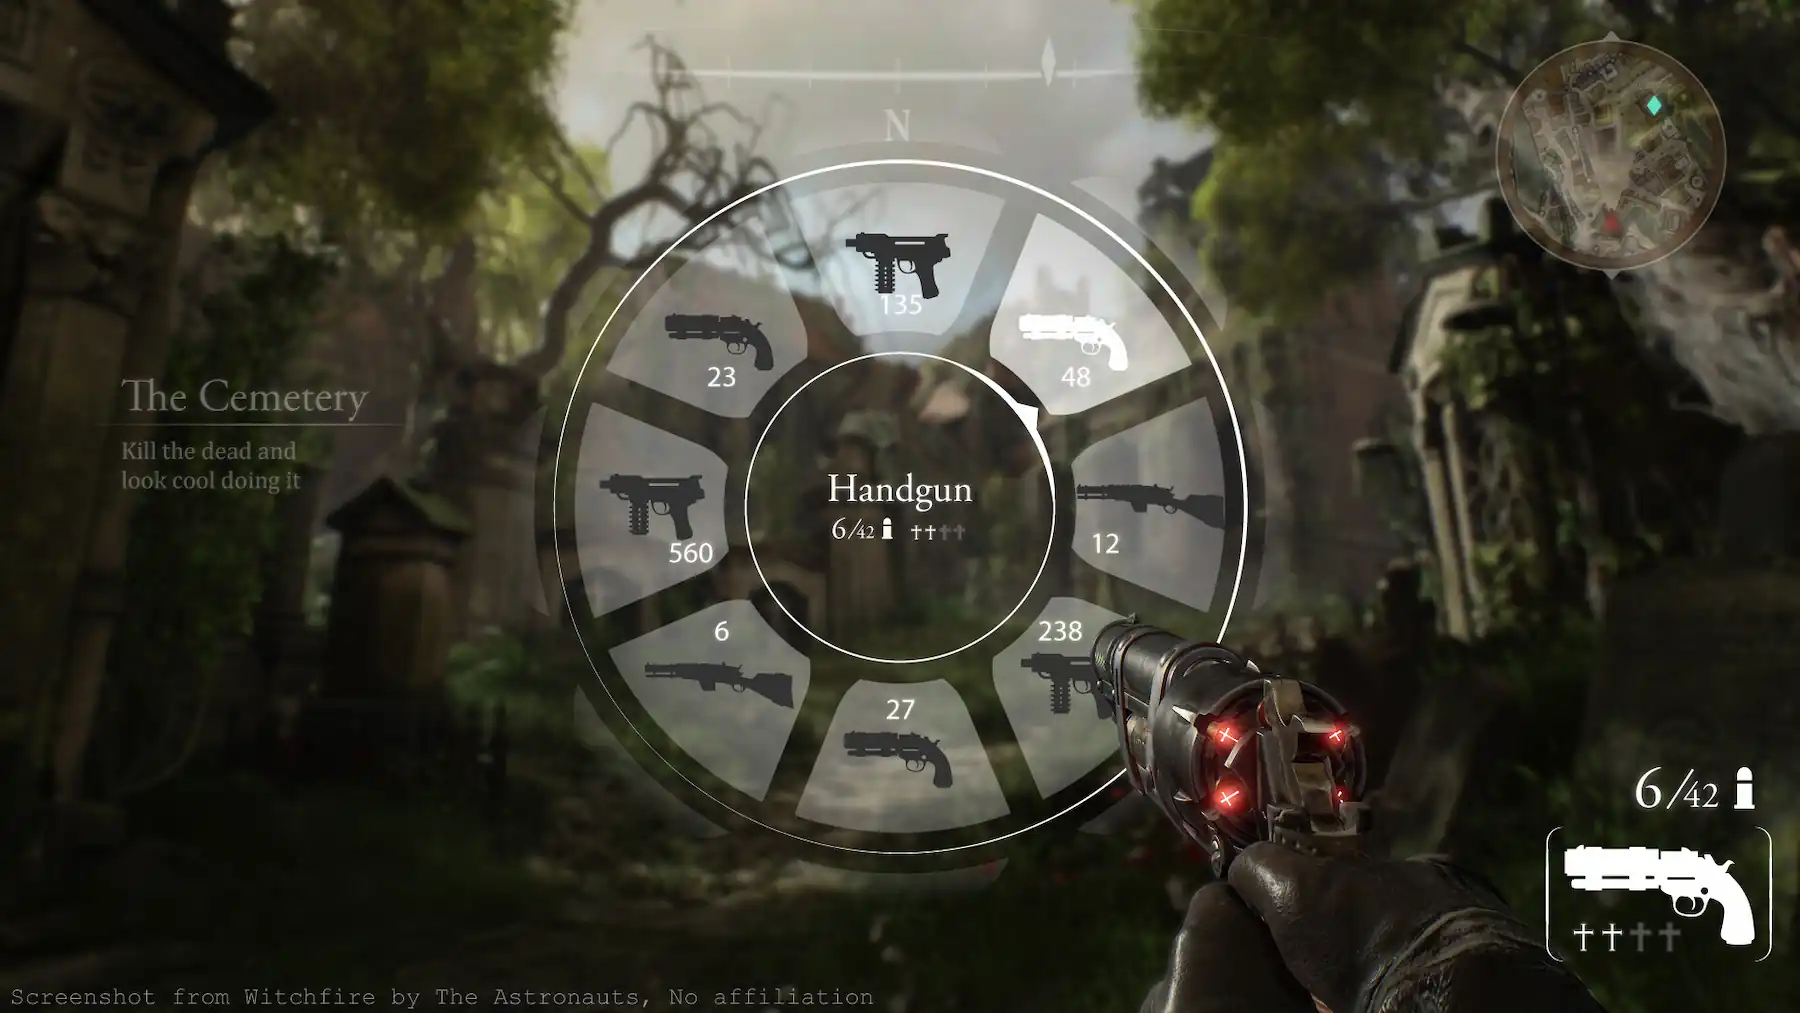 N
135
23
48
The Cemetery
Kill the dead and
look cool doing it
Handgun
6/42
560
12
6
238
27
6/42
Screenshot from Witchfire by The Astronauts, No affiliation